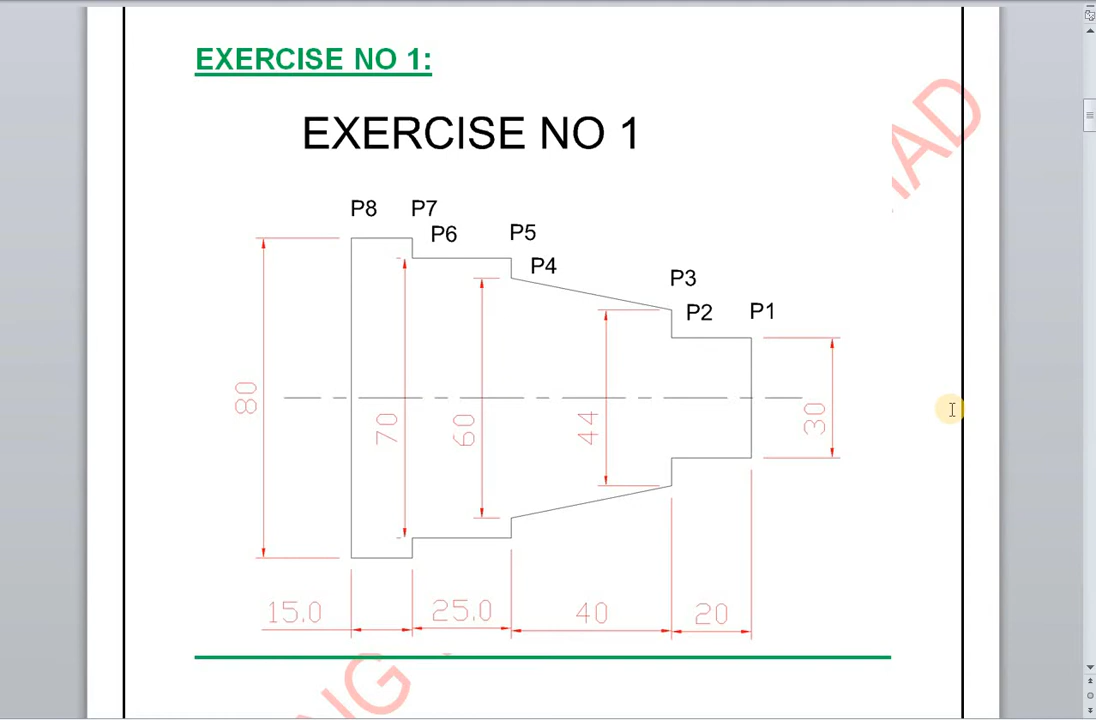 EXERCISE NO 1:
EXERCISE NO 1
P8 P7
P6 P5
P4
P3
P2 P1
80
70
60
44
30
15.0 25.0 40 20